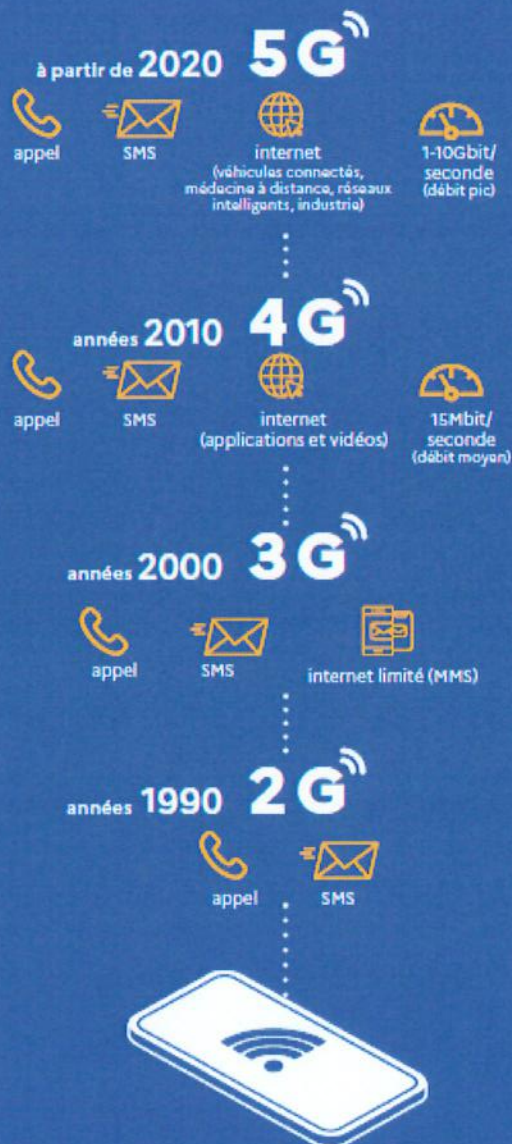 à partir de 2020 5G
appel
SMS
internet
(véhicules connectés,
médecine à distance, réseaux
intelligents, industrie)
1-10Gbit/
seconde
(débit pic)
années 2010 4G
appel
SMS
internet
(applications et vidéos)
15Mbit/
seconde
(débit moyen)
années 2000 3G
appel
SMS
internet limité (MMS)
années 1990 2G
appel
SMS